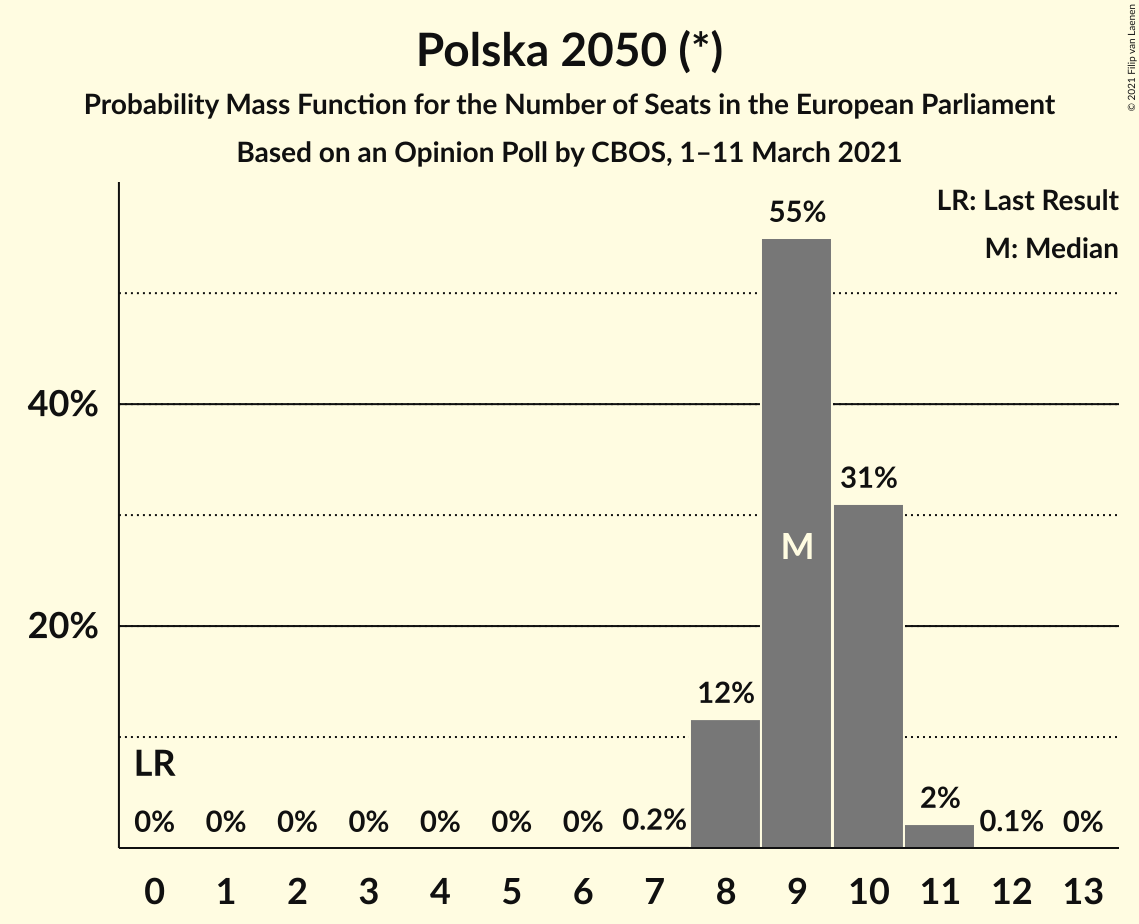 Polska 2050 (*)
Probability Mass Function for the Number of Seats in the European Parliament
Based on an Opinion Poll by CBOS, 1–11 March 2021
© 2021 Filip van Laenen
LR: Last Result
M: Median
55%
40%
31%
M
20%
12%
LR
0% 0% 0% 0% 0% 0% 0% 0.2% 2% 0.1% 0%
0 1 2 3 4 5 6 7 8 9 10 11 12 13